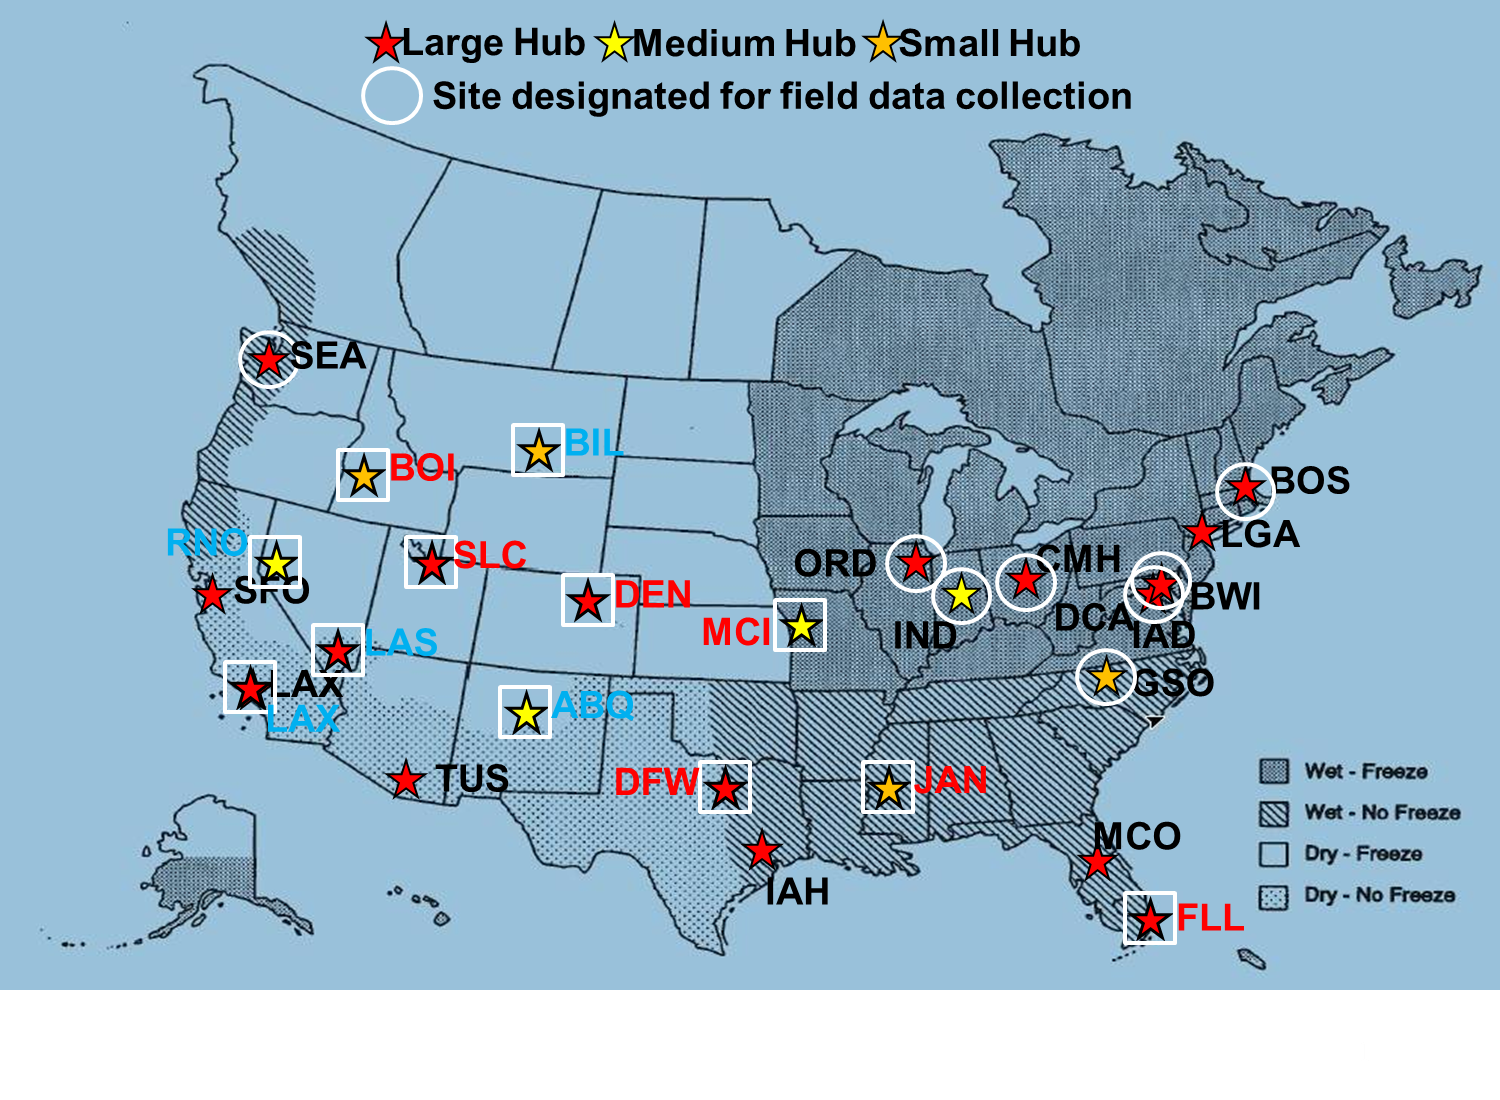 Large Hub Medium Hub Small Hub
Site designated for field data collection
SEA
BIL
BOI
BOS
LGA
RNO
SLC
ORD
CMH
SFO
DEN
BWI
DCA
MCI
IND
IAD
LAS
LAX
GSO
LAX
ABQ
TUS
DFW
JAN
Wet - Freeze
Wet - No Freeze
MCO
Dry - Freeze
IAH
Dry - No Freeze
FLL